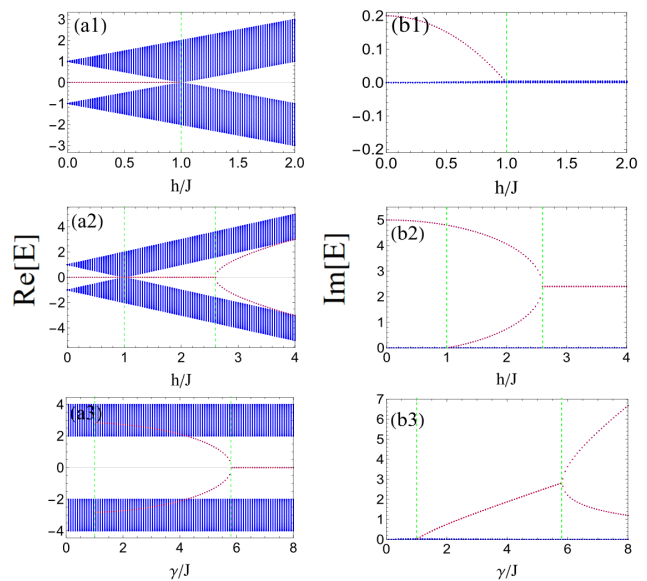 (a1)
3
2
1
0
-1
-2
-3
0.0 0.5 1.0 1.5 2.0
h/J
(b1)
0.2
0.1
0.0
-0.1
-0.2
0.0 0.5 1.0 1.5 2.0
h/J
Re[E]
(a2)
4
2
0
-2
-4
0 1 2 3 4
h/J
Im[E]
(b2)
5
4
3
2
1
0
0 1 2 3 4
h/J
(a3)
4
2
0
-2
-4
0 2 4 6 8
γ/J
(b3)
7
6
5
4
3
2
1
0
0 2 4 6 8
γ/J